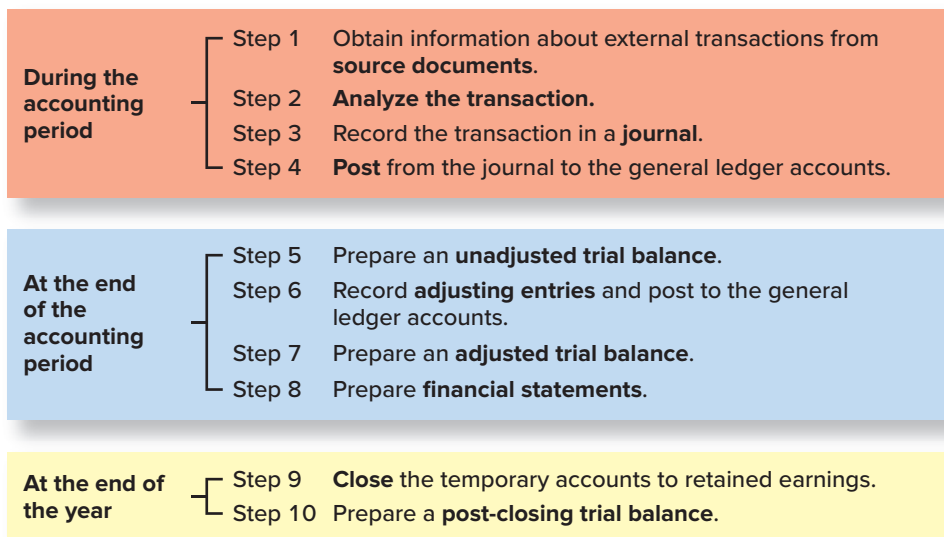 During the
accounting
period
Step 1 Obtain information about external transactions from
source documents.
Step 2 Analyze the transaction.
Step 3 Record the transaction in a journal.
Step 4 Post from the journal to the general ledger accounts.
At the end
of the
accounting
period
Step 5 Prepare an unadjusted trial balance.
Step 6 Record adjusting entries and post to the general
ledger accounts.
Step 7 Prepare an adjusted trial balance.
Step 8 Prepare financial statements.
At the end of
the year
Step 9 Close the temporary accounts to retained earnings.
Step 10 Prepare a post-closing trial balance.